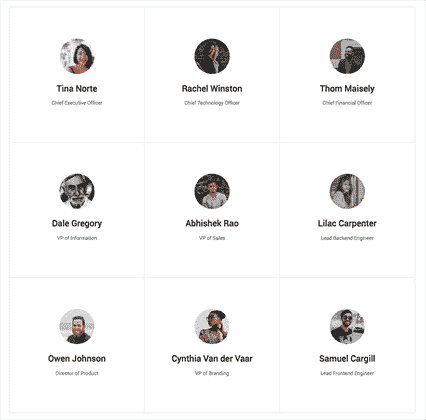 Tina Norte
Chief Executive Officer
Rachel Winston
Chief Technology Officer
Thom Maisely
Chief Financial Officer
Dale Gregory
VP of Information
Abhishek Rao
VP of Sales
Lilac Carpenter
Lead Backend Engineer
Owen Johnson
Director of Product
Cynthia Van der Vaar
VP of Branding
Samuel Cargill
Lead Frontend Engineer